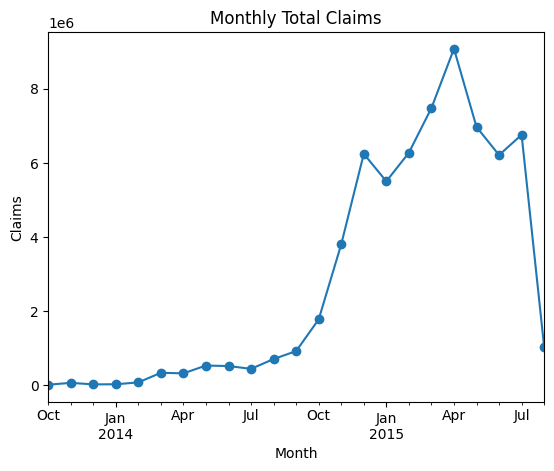 Monthly Total Claims
1e6
Claims
8
6
4
2
0
Oct
Jan
2014
Apr
Jul
Oct
Jan
2015
Apr
Jul
Month